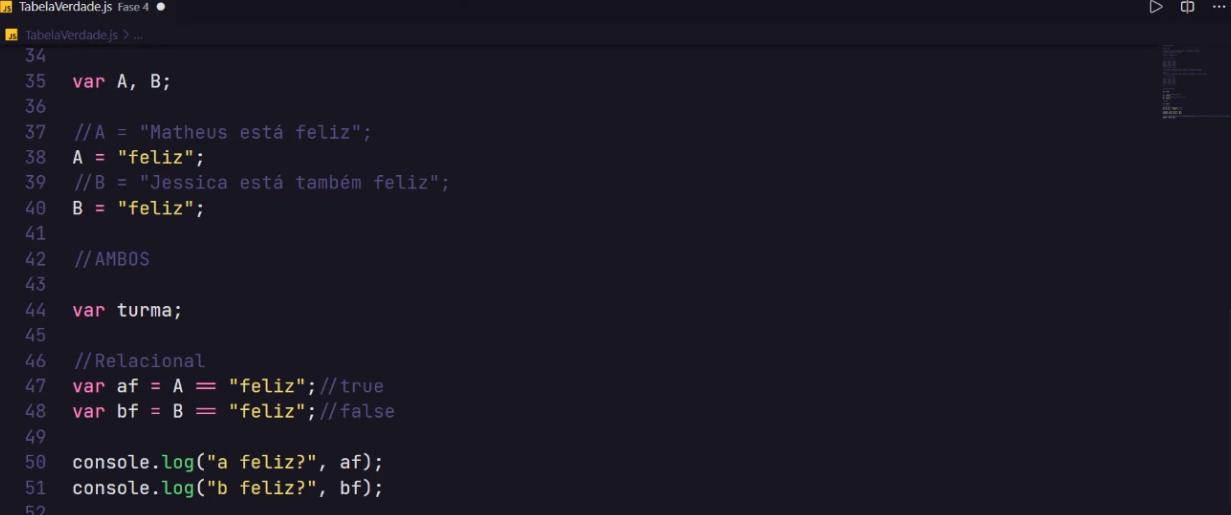 JS TabelaVerdade.js Fase 4
JS TabelaVerdade.js > ...
34
35 var A, B;
36
37 //A = "Matheus está feliz";
38 A = "feliz";
39 //B = "Jessica está também feliz";
40 B = "feliz";
41
42 //AMBOS
43
44 var turma;
45
46 //Relacional
47 var af = A == "feliz";//true
48 var bf = B == "feliz";//false
49
50 console.log("a feliz?", af);
51 console.log("b feliz?", bf);
52